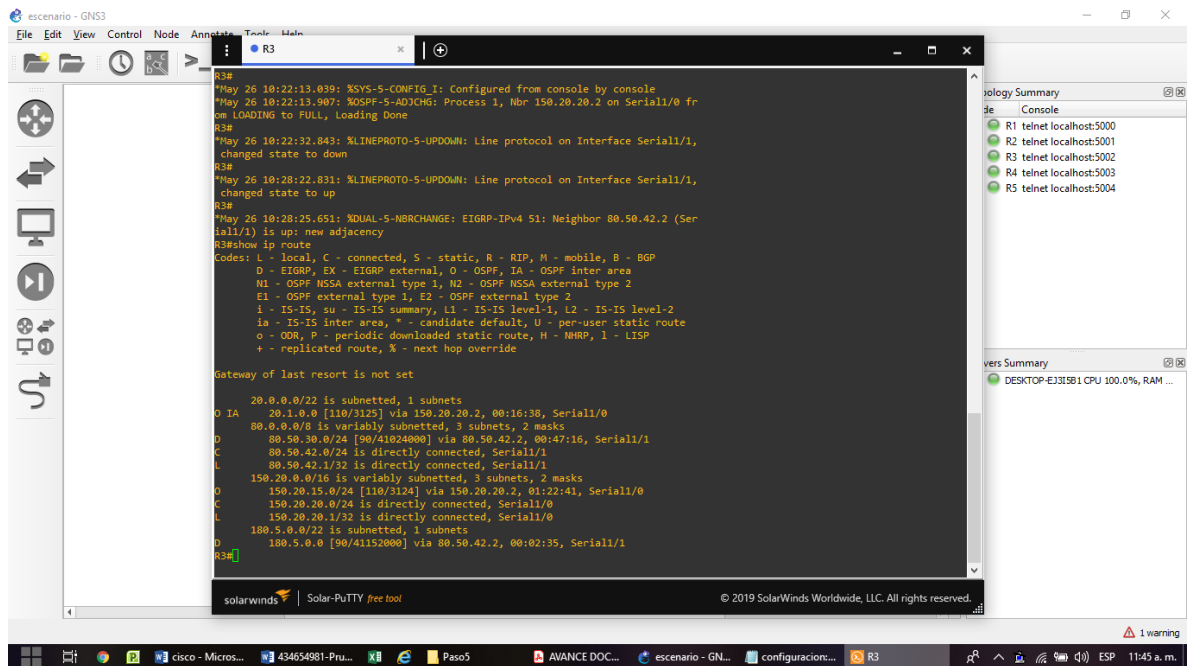 escenario - GNS3
File Edit View Control Node Annotate Tools Help
R3
R3#
*May 26 10:22:13.039: %SYS-5-CONFIG_I: Configured from console by console
*May 26 10:22:13.907: %OSPF-5-ADJCHG: Process 1, Nbr 150.20.20.2 on Serial1/0 fr
om LOADING to FULL, Loading Done
R3#
*May 26 10:22:32.843: %LINEPROTO-5-UPDOWN: Line protocol on Interface Serial1/1,
changed state to down
R3#
*May 26 10:28:22.831: %LINEPROTO-5-UPDOWN: Line protocol on Interface Serial1/1,
changed state to up
R3#
*May 26 10:28:25.651: %DUAL-5-NBRCHANGE: EIGRP-IPv4 51: Neighbor 80.50.42.2 (Ser
ial1/1) is up: new adjacency
R3#show ip route
Codes: L - local, C - connected, S - static, R - RIP, M - mobile, B - BGP
D - EIGRP, EX - EIGRP external, O - OSPF, IA - OSPF inter area
N1 - OSPF NSSA external type 1, N2 - OSPF NSSA external type 2
E1 - OSPF external type 1, E2 - OSPF external type 2
i - IS-IS, su - IS-IS summary, L1 - IS-IS level-1, L2 - IS-IS level-2
ia - IS-IS inter area, * - candidate default, U - per-user static route
o - ODR, P - periodic downloaded static route, H - NHRP, l - LISP
+ - replicated route, % - next hop override
Gateway of last resort is not set
20.0.0.0/22 is subnetted, 1 subnets
O IA 20.1.0.0 [110/3125] via 150.20.20.2, 00:16:38, Serial1/0
80.0.0.0/8 is variably subnetted, 3 subnets, 2 masks
D 80.50.30.0/24 [90/41024000] via 80.50.42.2, 00:47:16, Serial1/1
C 80.50.42.0/24 is directly connected, Serial1/1
L 80.50.42.1/32 is directly connected, Serial1/1
150.20.0.0/16 is variably subnetted, 3 subnets, 2 masks
O 150.20.15.0/24 [110/3124] via 150.20.20.2, 01:22:41, Serial1/0
C 150.20.20.0/24 is directly connected, Serial1/0
L 150.20.20.1/32 is directly connected, Serial1/0
180.5.0.0/22 is subnetted, 1 subnets
D 180.5.0.0 [90/41152000] via 80.50.42.2, 00:02:35, Serial1/1
R3#
solarwinds Solar-PuTTY free tool © 2019 SolarWinds Worldwide, LLC. All rights reserved.
pology Summary
de Console
R1 telnet localhost:5000
R2 telnet localhost:5001
R3 telnet localhost:5002
R4 telnet localhost:5003
R5 telnet localhost:5004
vers Summary
DESKTOP-EJ3I5B1 CPU 100.0%, RAM ...
1 warning
cisco - Micros... 434654981-Pru... Paso5 AVANCE DOC... escenario - GN... configuracion:... R3 ESP 11:45 a. m.